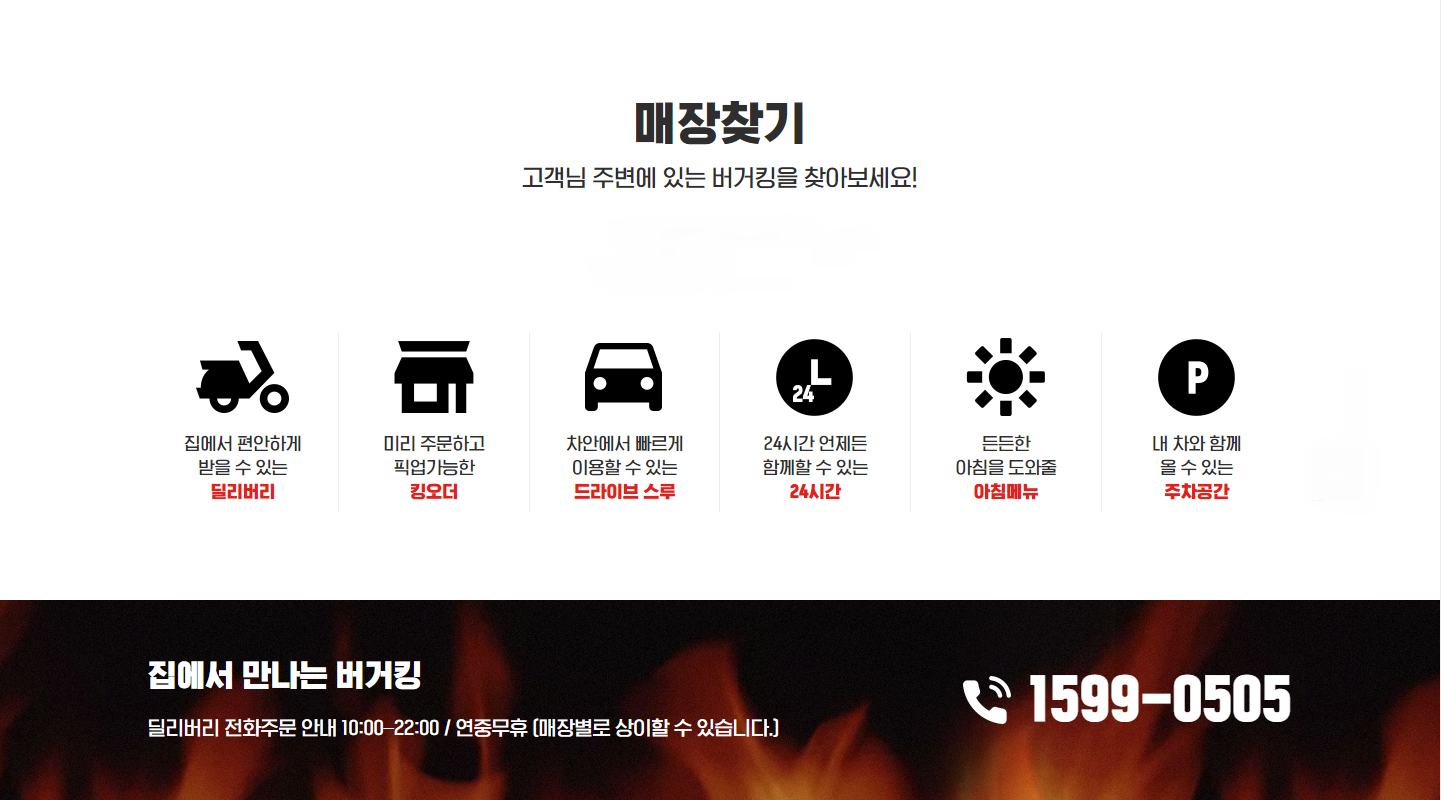 매장찾기
고객님 주변에 있는 버거킹을 찾아보세요!
24
L
P
집에서 편안하게
받을 수 있는
딜리버리
미리 주문하고
픽업가능한
킹오더
차안에서 빠르게
이용할 수 있는
드라이브 스루
24시간 언제든
함께할 수 있는
24시간
든든한
아침을 도와줄
아침메뉴
내 차와 함께
올 수 있는
주차공간
집에서 만나는 버거킹
딜리버리 전화주문 안내 10:00–22:00 / 연중무휴 (매장별로 상이할 수 있습니다.)
1599–0505